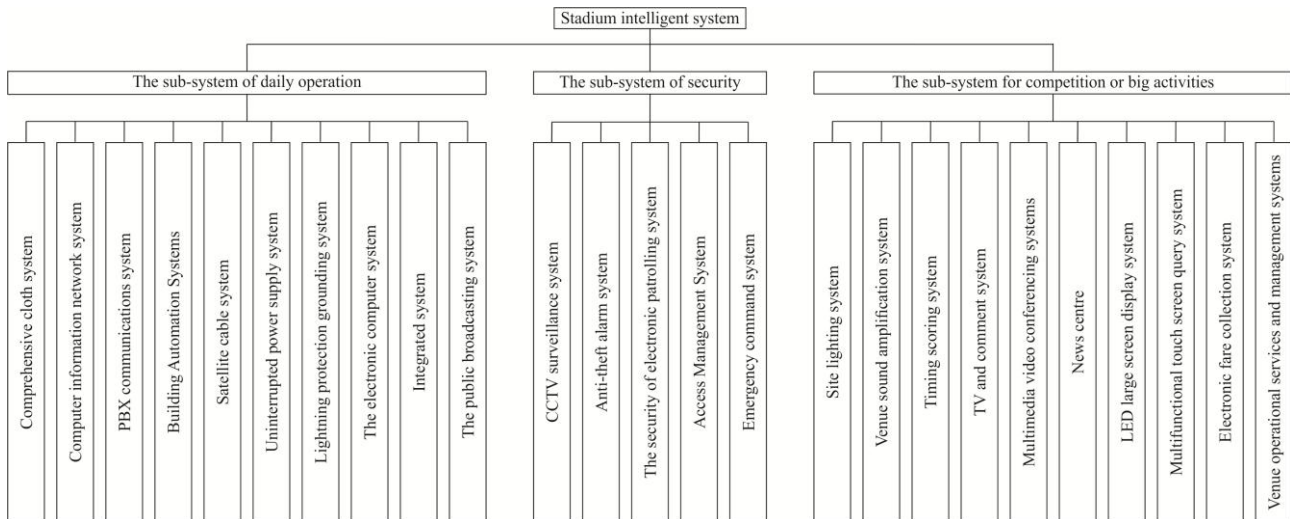 Stadium intelligent system
The sub-system of daily operation
The sub-system of security
The sub-system for competition or big activities
Comprehensive cloth system
Computer information network system
PBX communications system
Building Automation Systems
Satellite cable system
Uninterrupted power supply system
Lightning protection grounding system
The electronic computer system
Integrated system
The public broadcasting system
CCTV surveillance system
Anti-theft alarm system
The security of electronic patrolling system
Access Management System
Emergency command system
Site lighting system
Venue sound amplification system
Timing scoring system
TV and comment system
Multimedia video conferencing systems
News centre
LED large screen display system
Multifunctional touch screen query system
Electronic fare collection system
Venue operational services and management systems